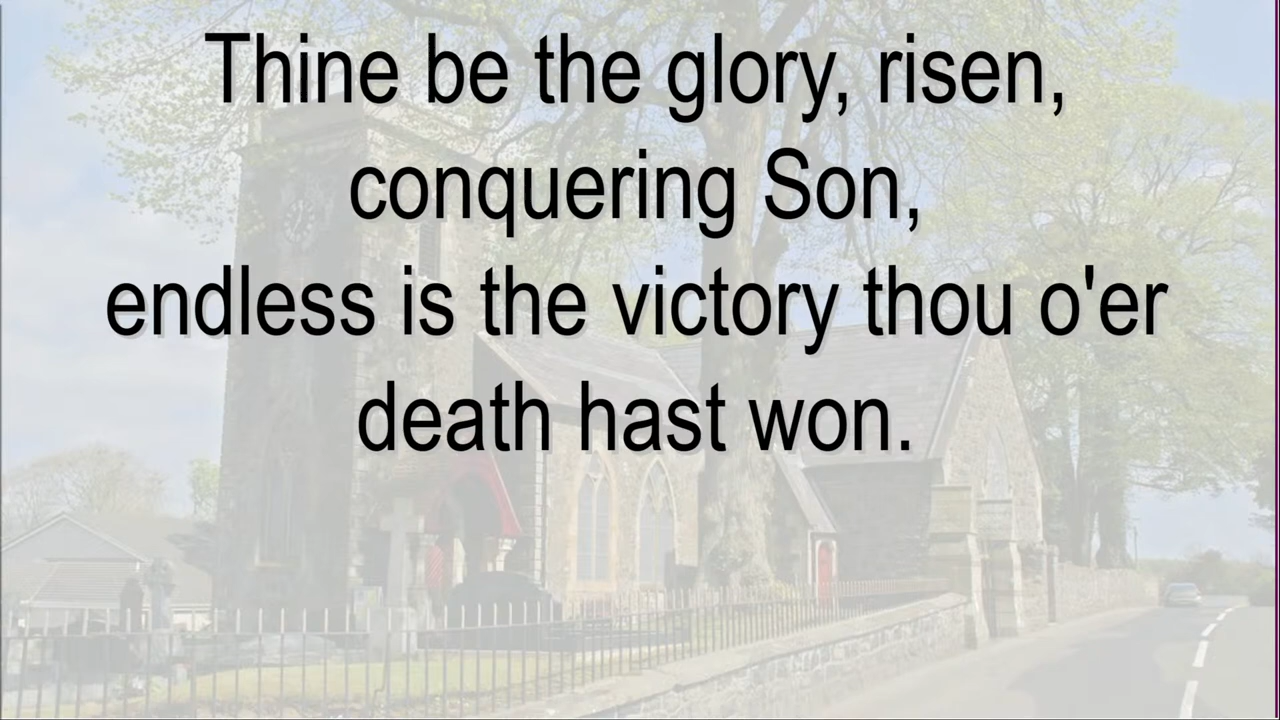 Thine be the glory, risen,
conquering Son,
endless is the victory thou o'er
death hast won.